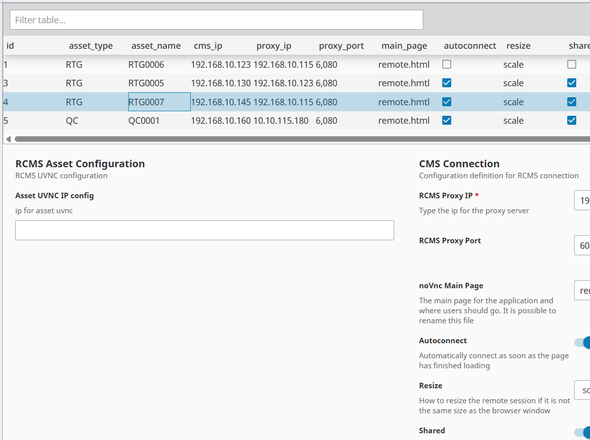 Filter table...
id asset_type asset_name cms_ip proxy_ip proxy_port main_page autoconnect resize share
1 RTG RTG0006 192.168.10.123 192.168.10.115 6,080 remote.hmtl scale
3 RTG RTG0005 192.168.10.130 192.168.10.123 6,080 remote.html scale
4 RTG RTG0007 192.168.10.145 192.168.10.115 6,080 remote.hmtl scale
5 QC QC0001 192.168.10.160 10.10.115.180 6,080 remote.html scale
RCMS Asset Configuration
RCMS UVNC configuration
Asset UVNC IP config
ip for asset uvnc
CMS Connection
Configuration definition for RCMS connection
RCMS Proxy IP *
Type the ip for the proxy server
19
RCMS Proxy Port
60
noVnc Main Page
The main page for the application and
where users should go. It is possible to
rename this file
rer
Autoconnect
Automatically connect as soon as the page
has finished loading
Resize
How to resize the remote session if it is not
the same size as the browser window
sc
Shared